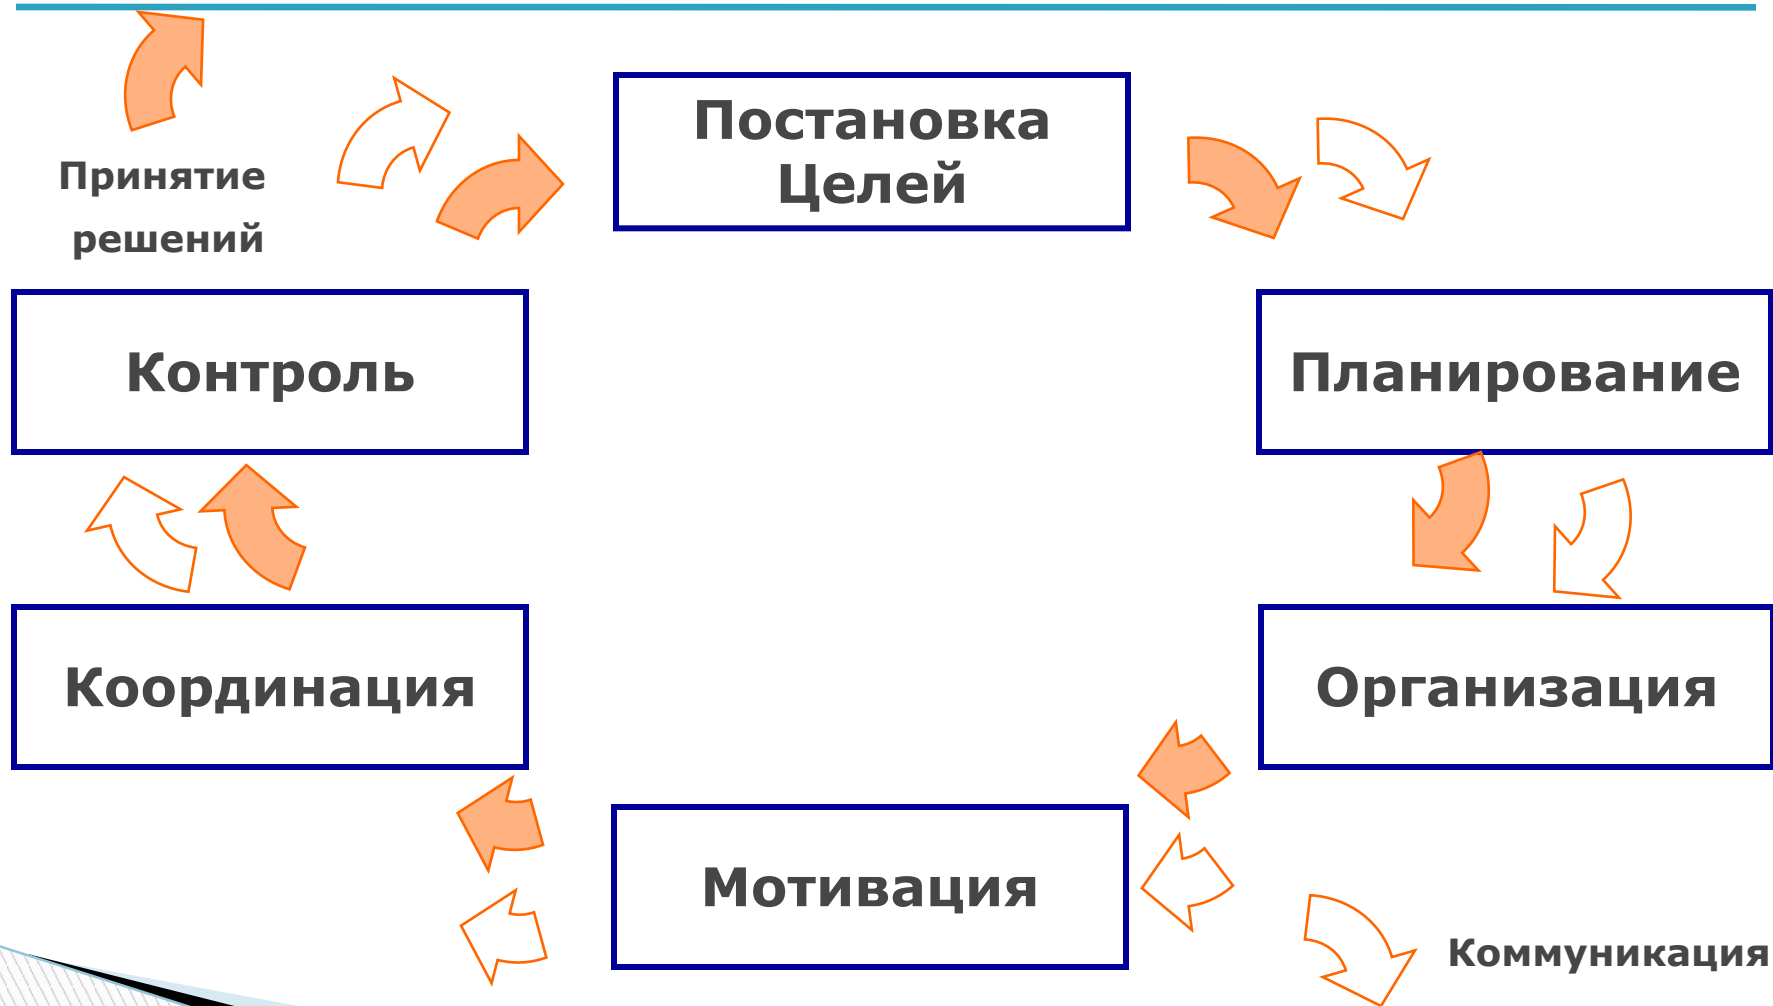 Постановка
Целей
Принятие
решений
Контроль
Планирование
Координация
Организация
Мотивация
Коммуникация